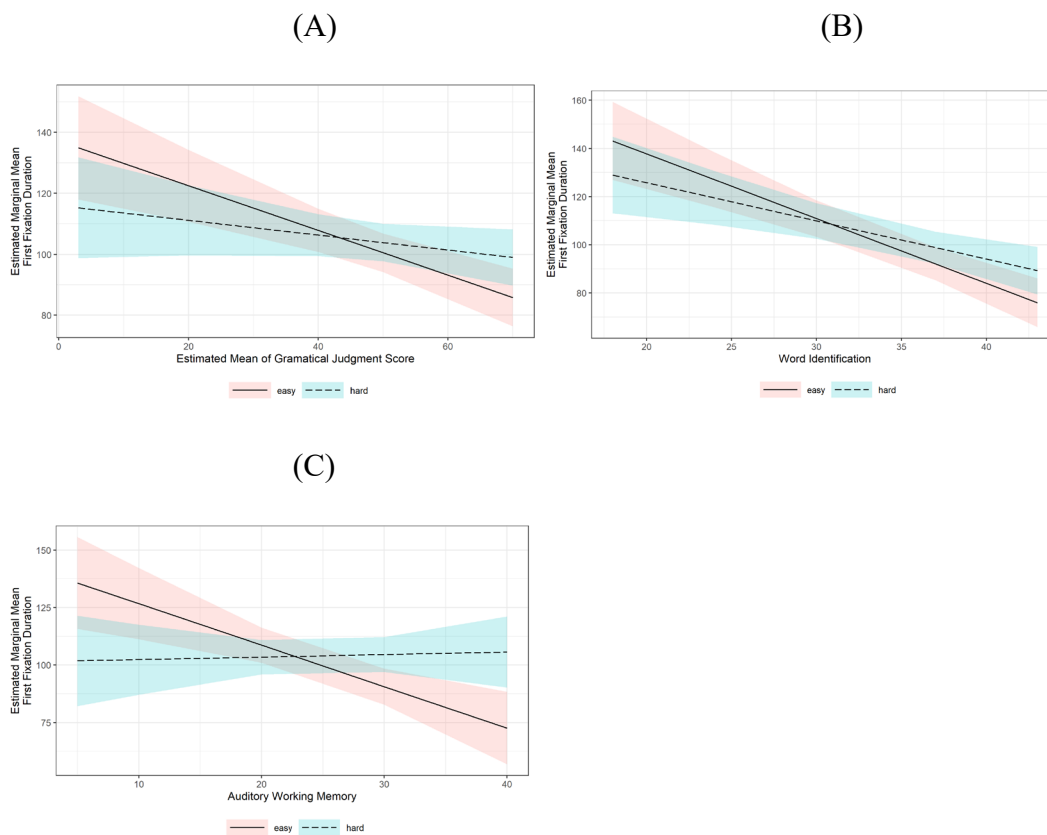 (A)
(B)
Estimated Marginal Mean
First Fixation Duration
140
120
100
80
0
20
40
60
Estimated Mean of Gramatical Judgment Score
easy
hard
Estimated Marginal Mean
First Fixation Duration
160
140
120
100
80
20
25
30
35
40
Word Identification
easy
hard
(C)
Estimated Marginal Mean
First Fixation Duration
150
125
100
75
10
20
30
40
Auditory Working Memory
easy
hard